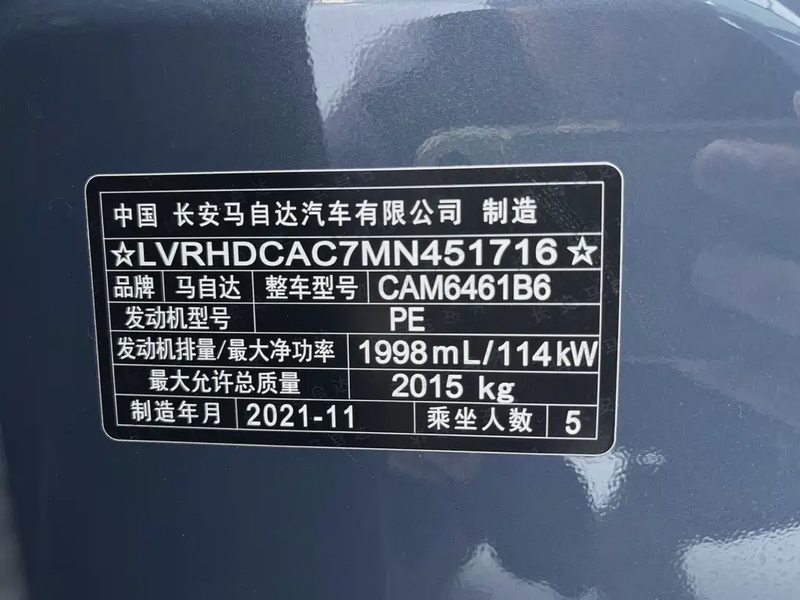 中国 长安马自达汽车有限公司 制造
☆LVRHDCAC7MN451716☆
品牌 马自达 整车型号 CAM6461B6
发动机型号 PE
发动机排量/最大净功率 1998mL/114kW
最大允许总质量 2015 kg
制造年月 2021-11 乘坐人数 5